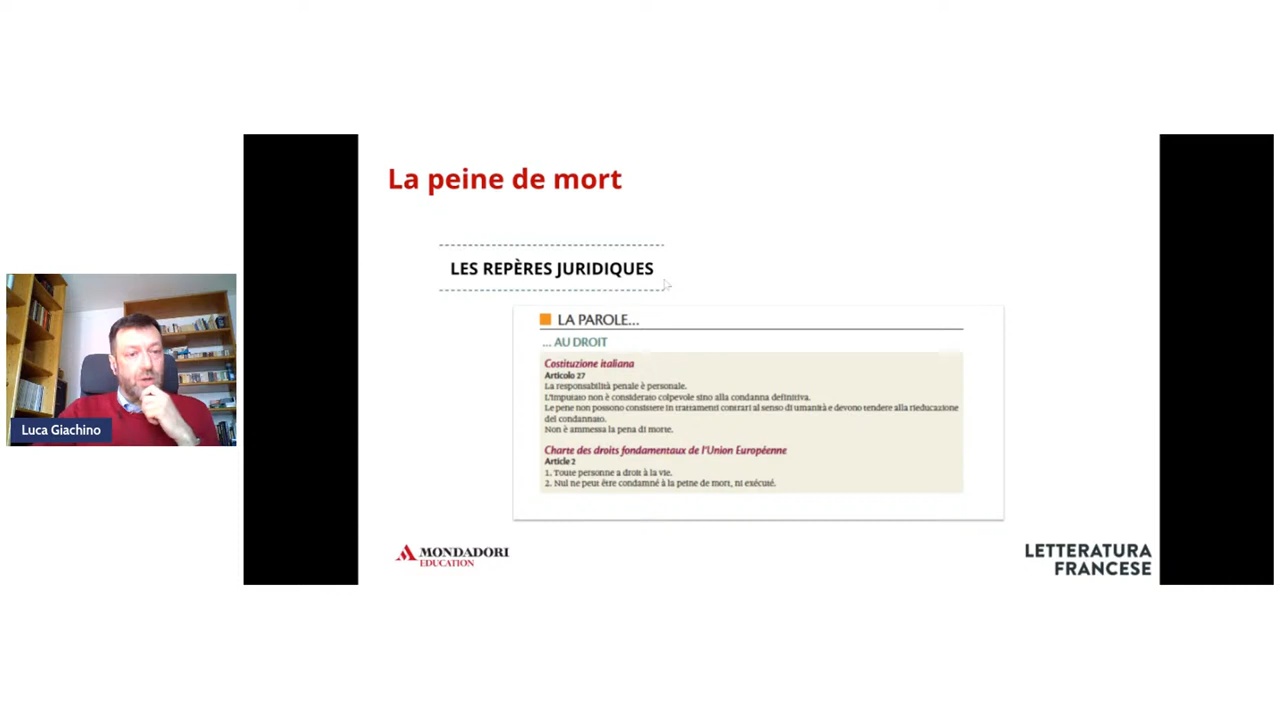 La peine de mort
LES REPÈRES JURIDIQUES
LA PAROLE...
... AU DROIT
Costituzione italiana
Articolo 27
La responsabilità penale è personale.
L'imputato non è considerato colpevole sino alla condanna definitiva.
Le pene non possono consistere in trattamenti contrari al senso di umanità e devono tendere alla rieducazione
del condannato.
Non è ammessa la pena di morte.
Charte des droits fondamentaux de l'Union Européenne
Article 2
1. Toute personne a droit à la vie.
2. Nul ne peut être condamné à la peine de mort, ni exécuté.
Luca Giachino
MONDADORI
EDUCATION
LETTERATURA
FRANCESE